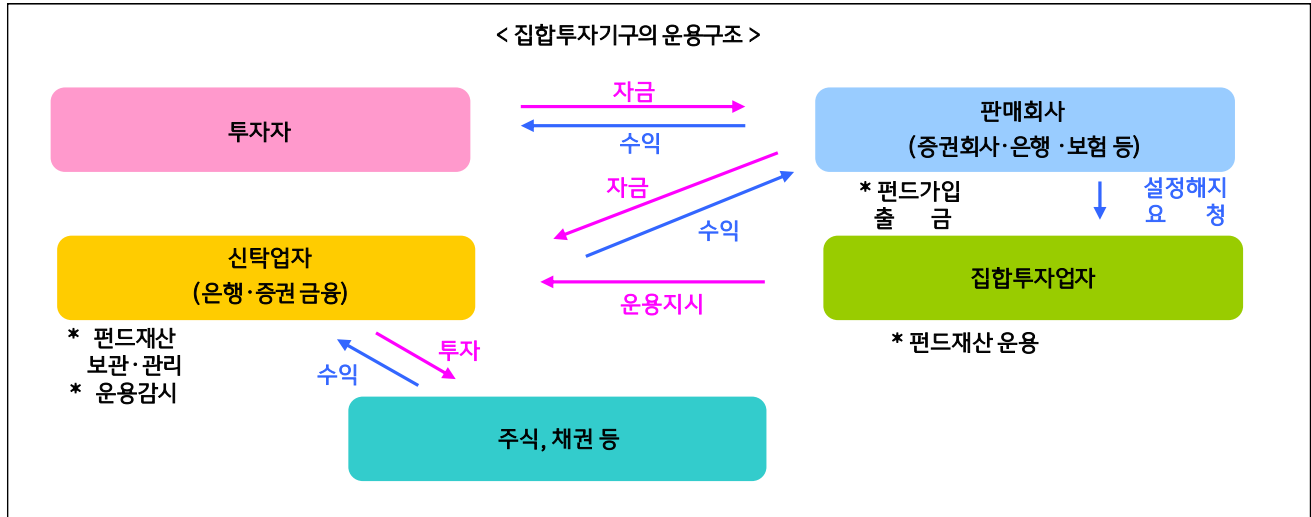 < 집합투자기구의 운용구조 >
투자자
자금
수익
판매회사
(증권회사·은행 ·보험 등)
자금
수익
* 펀드가입
출 금
설정해지
요 청
신탁업자
(은행·증권 금융)
운용지시
집합투자업자
* 펀드재산
보관·관리
* 운용감시
투자
수익
* 펀드재산 운용
주식, 채권 등